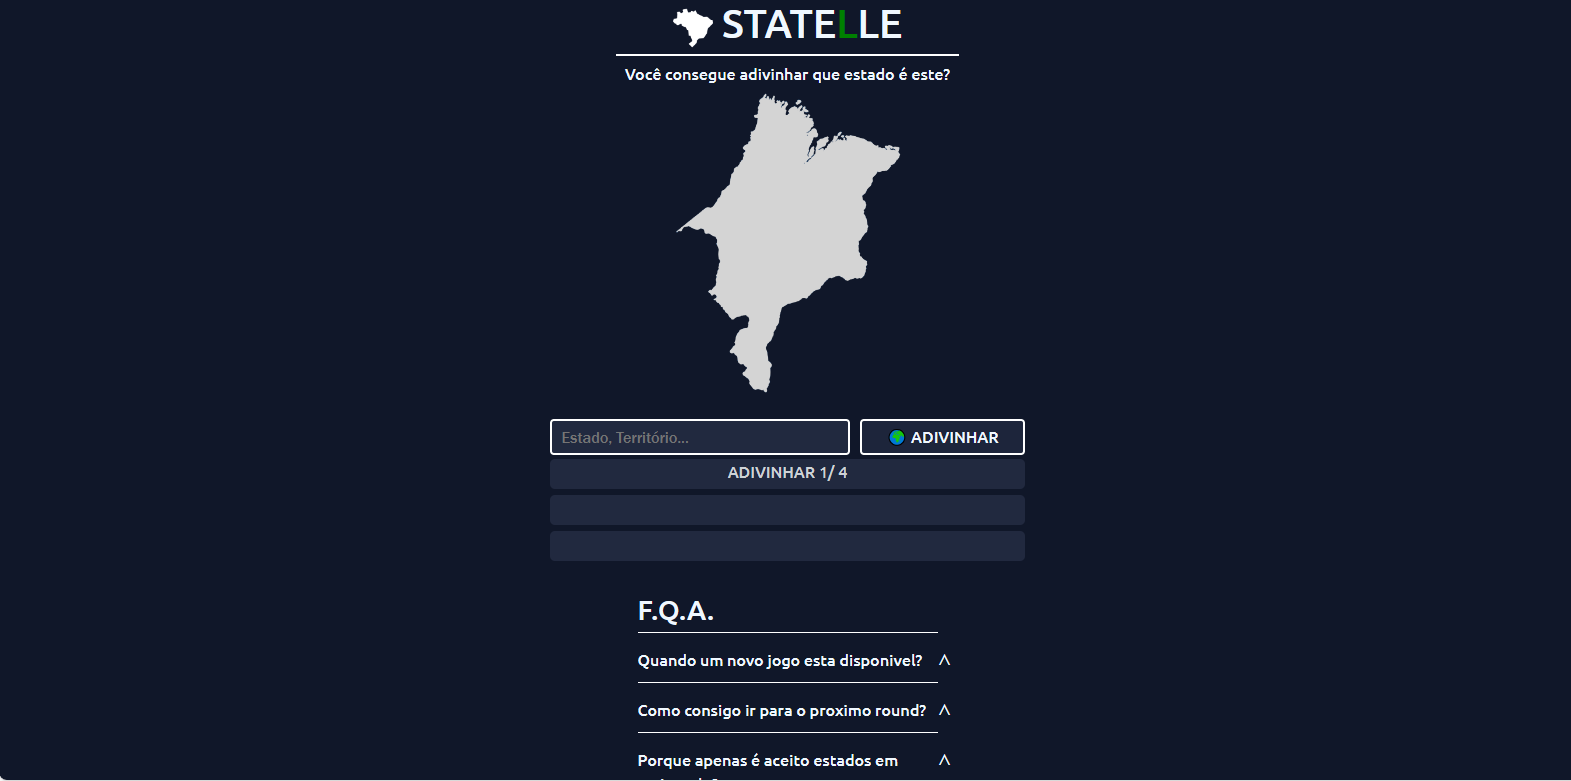 STATELLE
Você consegue adivinhar que estado é este?
Estado, Território...
ADIVINHAR
ADIVINHAR 1/ 4
F.Q.A.
Quando um novo jogo esta disponivel? ^
Como consigo ir para o proximo round? ^
Porque apenas é aceito estados em ^